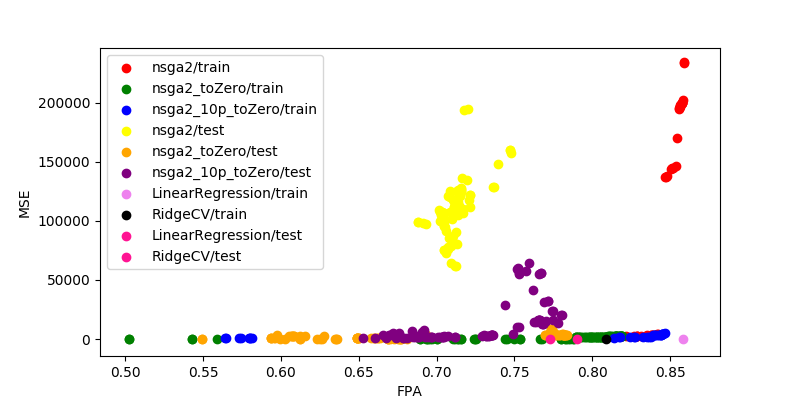 200000
150000
100000
50000
0
MSE
nsga2/train
nsga2_toZero/train
nsga2_10p_toZero/train
nsga2/test
nsga2_toZero/test
nsga2_10p_toZero/test
LinearRegression/train
RidgeCV/train
LinearRegression/test
RidgeCV/test
0.50 0.55 0.60 0.65 0.70 0.75 0.80 0.85
FPA